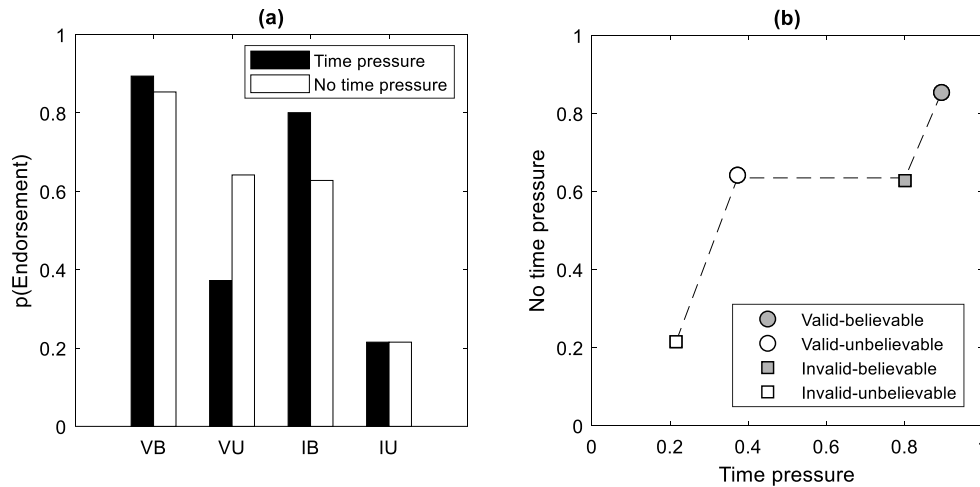 (a)
1
0.8
0.6
0.4
0.2
0
p(Endorsement)
Time pressure
No time pressure
VB VU IB IU
(b)
1
0.8
0.6
0.4
0.2
0
No time pressure
Valid-believable
Valid-unbelievable
Invalid-believable
Invalid-unbelievable
0 0.2 0.4 0.6 0.8
Time pressure